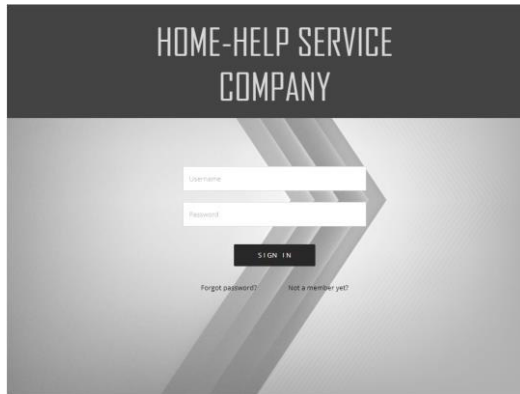 HOME-HELP SERVICE
COMPANY
Username
Password
SIGN IN
Forgot password? Not a member yet?